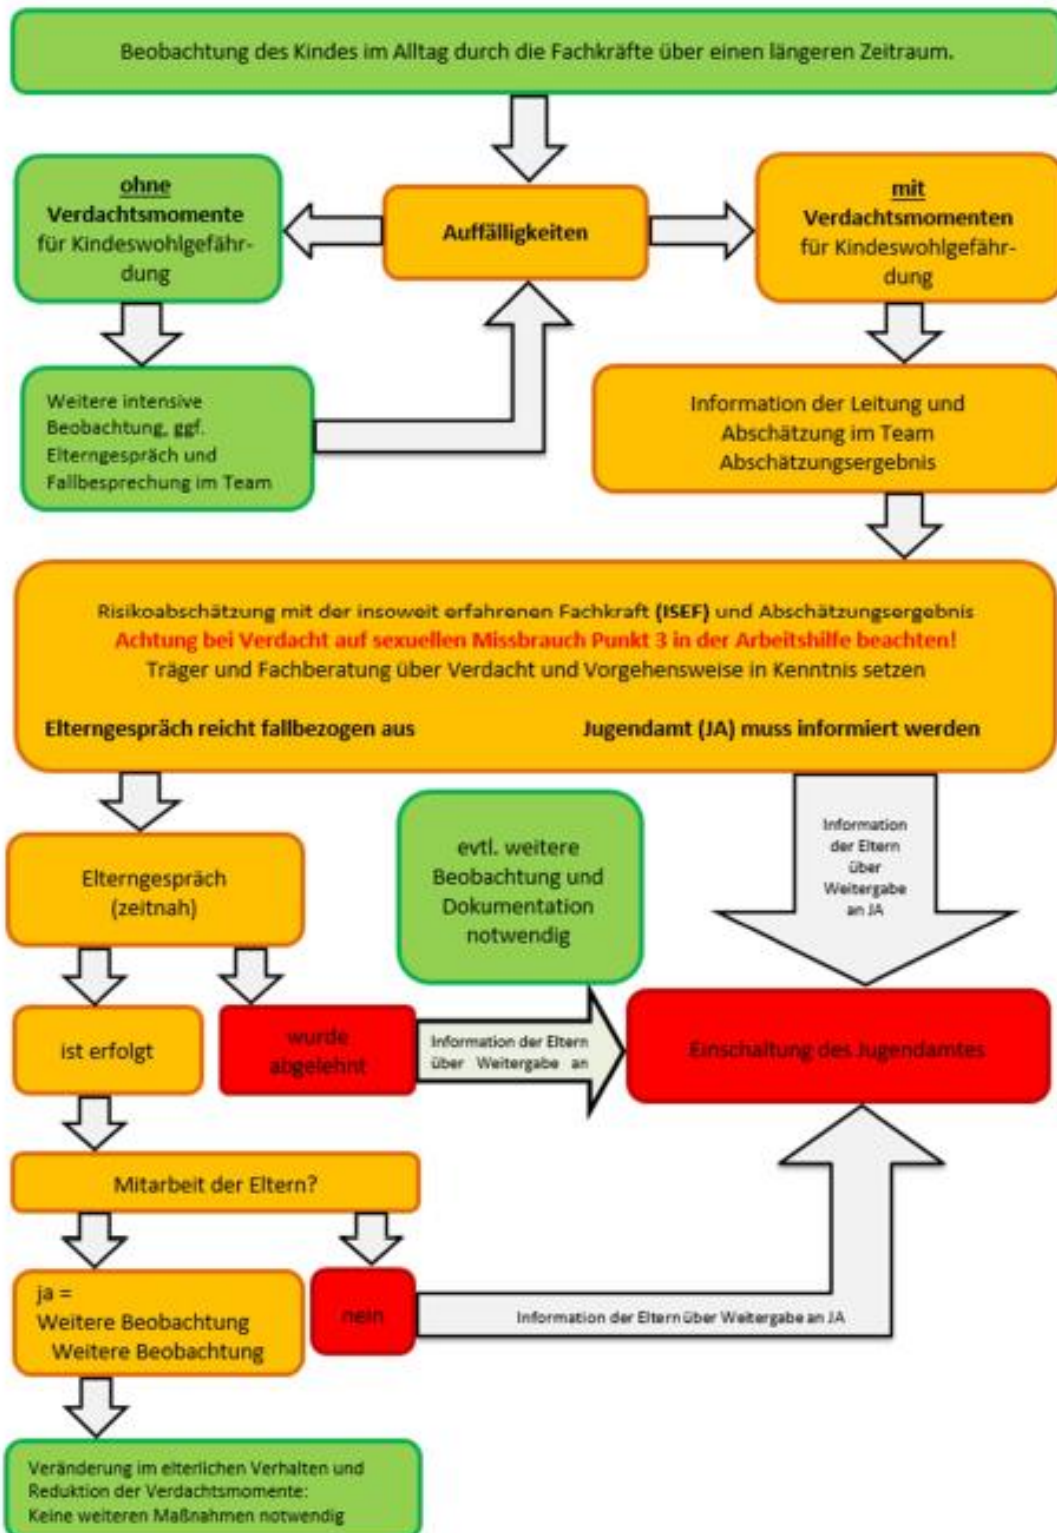 Beobachtung des Kindes im Alltag durch die Fachkräfte über einen längeren Zeitraum.
ohne
Verdachtsmomente
für Kindeswohlgefähr-
dung
Auffälligkeiten
mit
Verdachtsmomenten
für Kindeswohlgefähr-
dung
Weitere intensive
Beobachtung, ggf.
Elterngespräch und
Fallbesprechung im Team
Information der Leitung und
Abschätzung im Team
Abschätzungsergebnis
Risikoabschätzung mit der insoweit erfahrenen Fachkraft (ISEF) und Abschätzungsergebnis
Achtung bei Verdacht auf sexuellen Missbrauch Punkt 3 in der Arbeitshilfe beachten!
Träger und Fachberatung über Verdacht und Vorgehensweise in Kenntnis setzen
Elterngespräch reicht fallbezogen aus
Jugendamt (JA) muss informiert werden
Elterngespräch
(zeitnah)
evtl. weitere
Beobachtung und
Dokumentation
notwendig
Information
der Eltern
über
Weitergabe
an JA
ist erfolgt
wurde
abgelehnt
Information der Eltern
über Weitergabe an
Einschaltung des Jugendamtes
Mitarbeit der Eltern?
ja =
Weitere Beobachtung
Weitere Beobachtung
nein
Information der Eltern über Weitergabe an JA
Veränderung im elterlichen Verhalten und
Reduktion der Verdachtsmomente:
Keine weiteren Maßnahmen notwendig